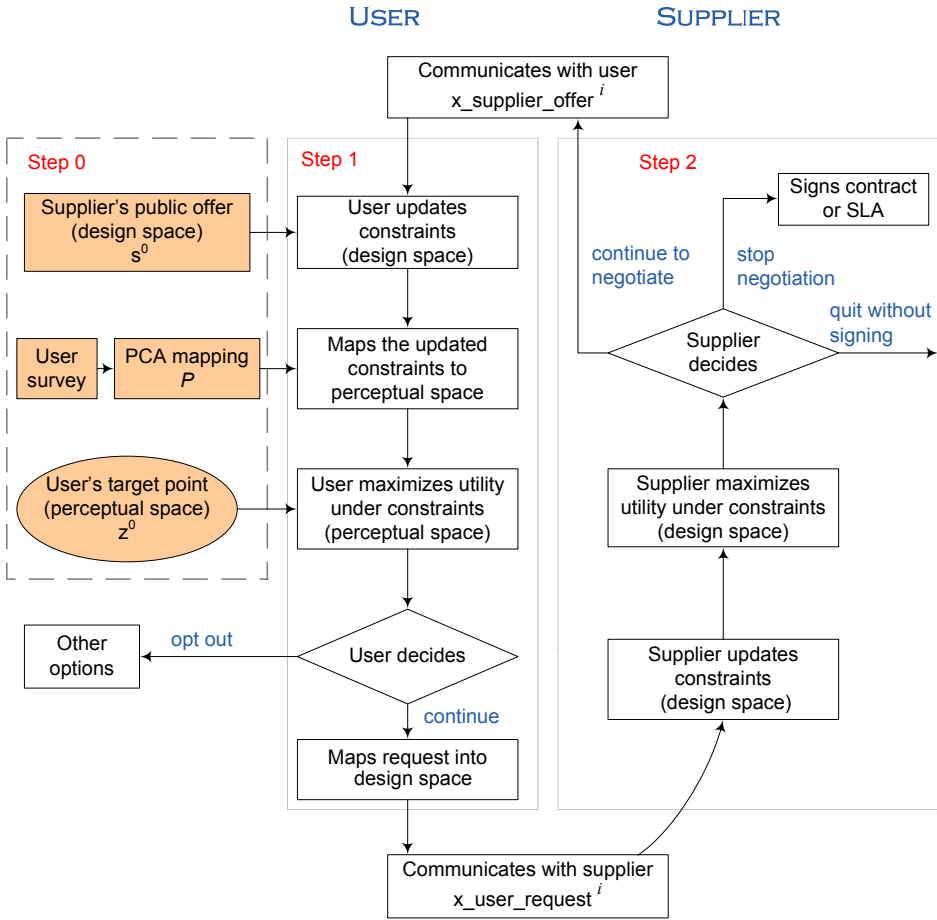 USER
SUPPLIER
Communicates with user
x_supplier_offer i
Step 0
Supplier's public offer
(design space)
s0
User
survey
PCA mapping
P
User's target point
(perceptual space)
z0
Step 1
User updates
constraints
(design space)
Maps the updated
constraints to
perceptual space
User maximizes utility
under constraints
(perceptual space)
User decides
opt out
Other
options
continue
Maps request into
design space
Communicates with supplier
x_user_request i
Step 2
Signs contract
or SLA
continue to
negotiate
stop
negotiation
quit without
signing
Supplier
decides
Supplier maximizes
utility under constraints
(design space)
Supplier updates
constraints
(design space)